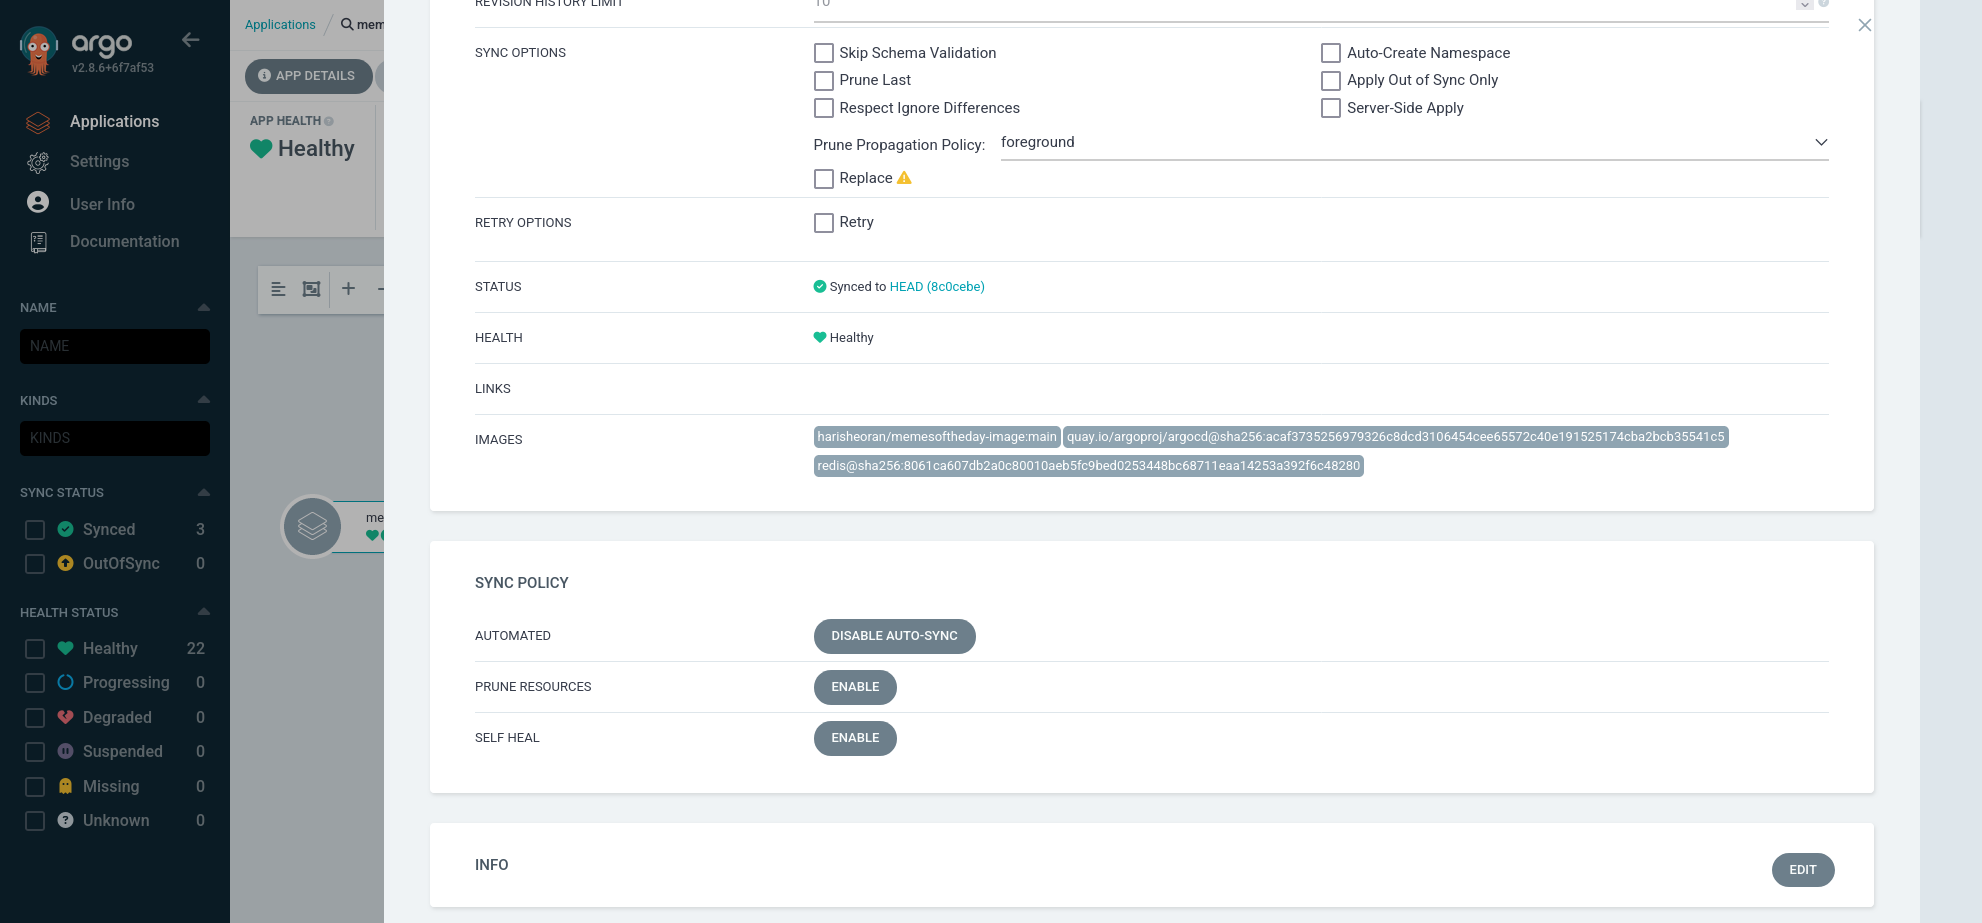 argo
v2.8.6+6f7af53
Applications
Settings
User Info
Documentation
NAME
NAME
KINDS
KINDS
SYNC STATUS
Synced 3
OutOfSync 0
HEALTH STATUS
Healthy 22
Progressing 0
Degraded 0
Suspended 0
Missing 0
Unknown 0
Applications / mem
APP DETAILS
APP HEALTH
Healthy
me
REVISION HISTORY LIMIT 10
SYNC OPTIONS
Skip Schema Validation Auto-Create Namespace
Prune Last Apply Out of Sync Only
Respect Ignore Differences Server-Side Apply
Prune Propagation Policy: foreground
Replace
RETRY OPTIONS Retry
STATUS Synced to HEAD (8c0cebe)
HEALTH Healthy
LINKS
IMAGES harisheoran/memesoftheday-image:main quay.io/argoproj/argocd@sha256:acaf3735256979326c8dcd3106454cee65572c40e191525174cba2bcb35541c5
redis@sha256:8061ca607db2a0c80010aeb5fc9bed0253448bc68711eaa14253a392f6c48280
SYNC POLICY
AUTOMATED DISABLE AUTO-SYNC
PRUNE RESOURCES ENABLE
SELF HEAL ENABLE
INFO EDIT